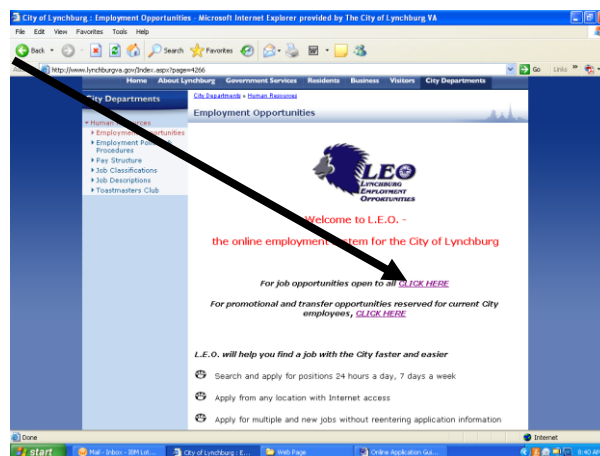 City of Lynchburg : Employment Opportunities - Microsoft Internet Explorer provided by The City of Lynchburg VA
File Edit View Favorites Tools Help
Back Search Favorites
http://www.lynchburgva.gov/Index.aspx?page=4266 Go Links
Home About Lynchburg Government Services Residents Business Visitors City Departments
City Departments
City Departments » Human Resources
Employment Opportunities
Human Resources
Employment Opportunities
Employment
Procedures
Pay Structure
Job Classifications
Job Descriptions
Toastmasters Club
LEO
LYNCHBURG
EMPLOYMENT
OPPORTUNITIES
Welcome to L.E.O. -
the online employment system for the City of Lynchburg
For job opportunities open to all CLICK HERE
For promotional and transfer opportunities reserved for current City
employees, CLICK HERE
L.E.O. will help you find a job with the City faster and easier
Search and apply for positions 24 hours a day, 7 days a week
Apply from any location with Internet access
Apply for multiple and new jobs without reentering application information
Done Internet
start Mail - Inbox - IBM Lot... City of Lynchburg : E... Web Page Online Application Gui... 8:40 AM